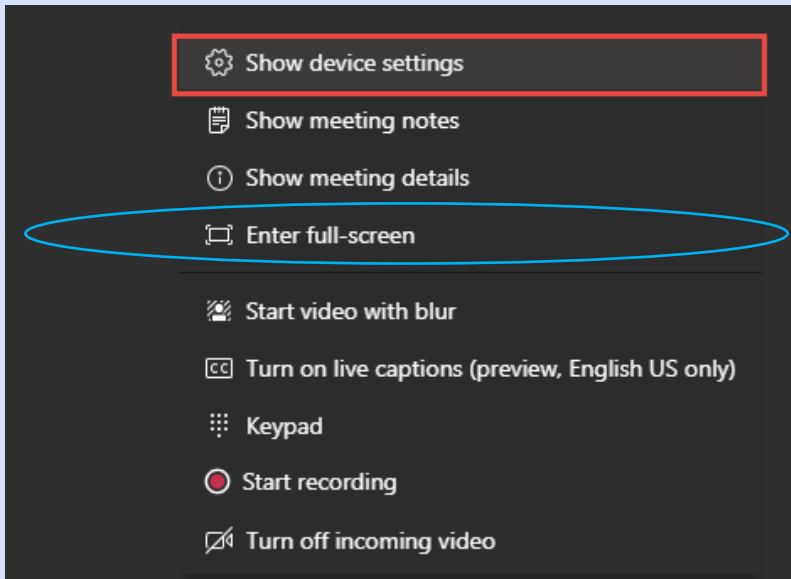 Show device settings
Show meeting notes
Show meeting details
Enter full-screen
Start video with blur
CC Turn on live captions (preview, English US only)
Keypad
Start recording
Turn off incoming video